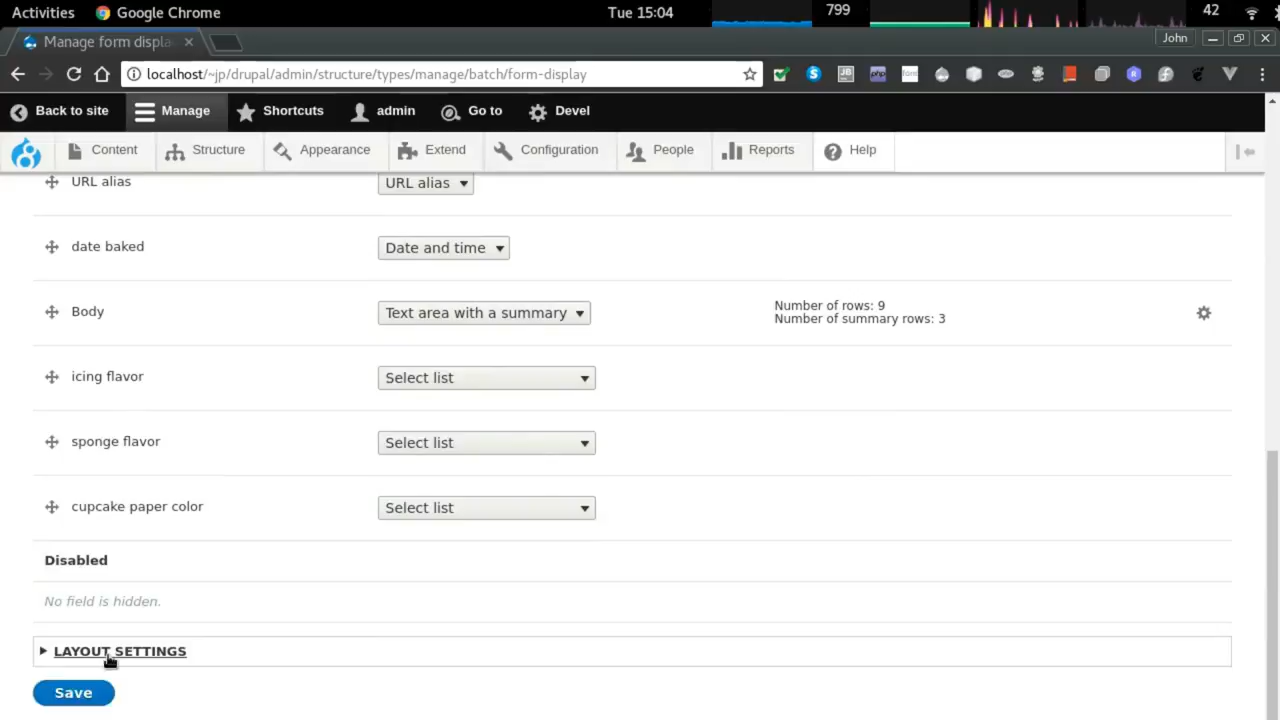 Activities Google Chrome Tue 15:04 799 42
Manage form displa John
localhost/~jp/drupal/admin/structure/types/manage/batch/form-display
Back to site Manage Shortcuts admin Go to Devel
Content Structure Appearance Extend Configuration People Reports Help
URL alias URL alias
date baked Date and time
Body Text area with a summary Number of rows: 9
Number of summary rows: 3
icing flavor Select list
sponge flavor Select list
cupcake paper color Select list
Disabled
No field is hidden.
LAYOUT SETTINGS
Save